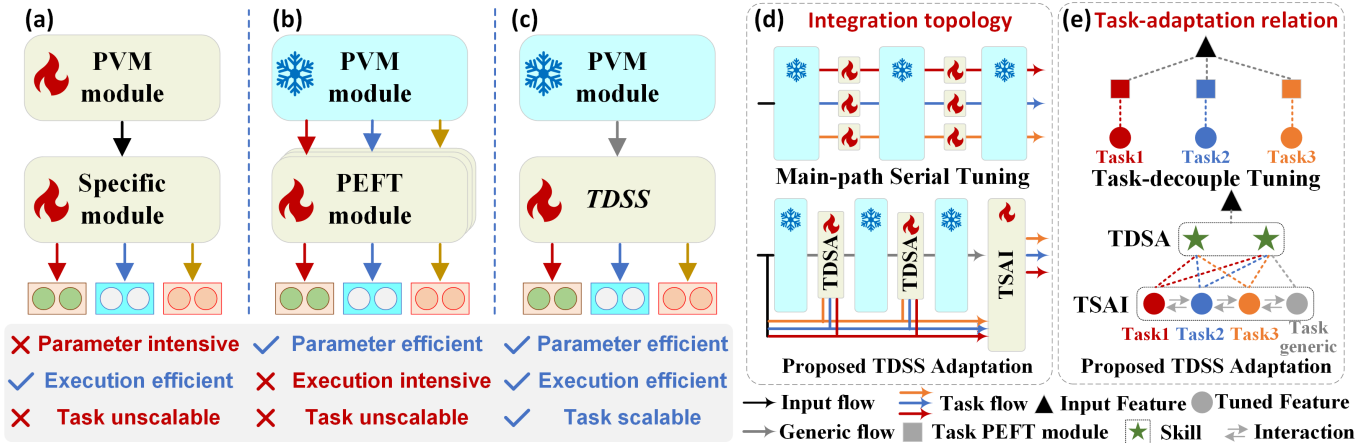 (a)
PVM
module
Specific
module
Parameter intensive
Execution efficient
Task unscalable
(b)
PVM
module
PEFT
module
Parameter efficient
Execution intensive
Task unscalable
(c)
PVM
module
TDSS
Parameter efficient
Execution efficient
Task scalable
(d)
Integration topology
Main-path Serial Tuning
TDSA
TDSA
TSAI
Proposed TDSS Adaptation
(e)
Task-adaptation relation
Task1
Task2
Task3
Task-decouple Tuning
TDSA
TSAI
Task1
Task2
Task3
Task
generic
Proposed TDSS Adaptation
Input flow
Task flow
Input Feature
Tuned Feature
Generic flow
Task PEFT module
Skill
Interaction